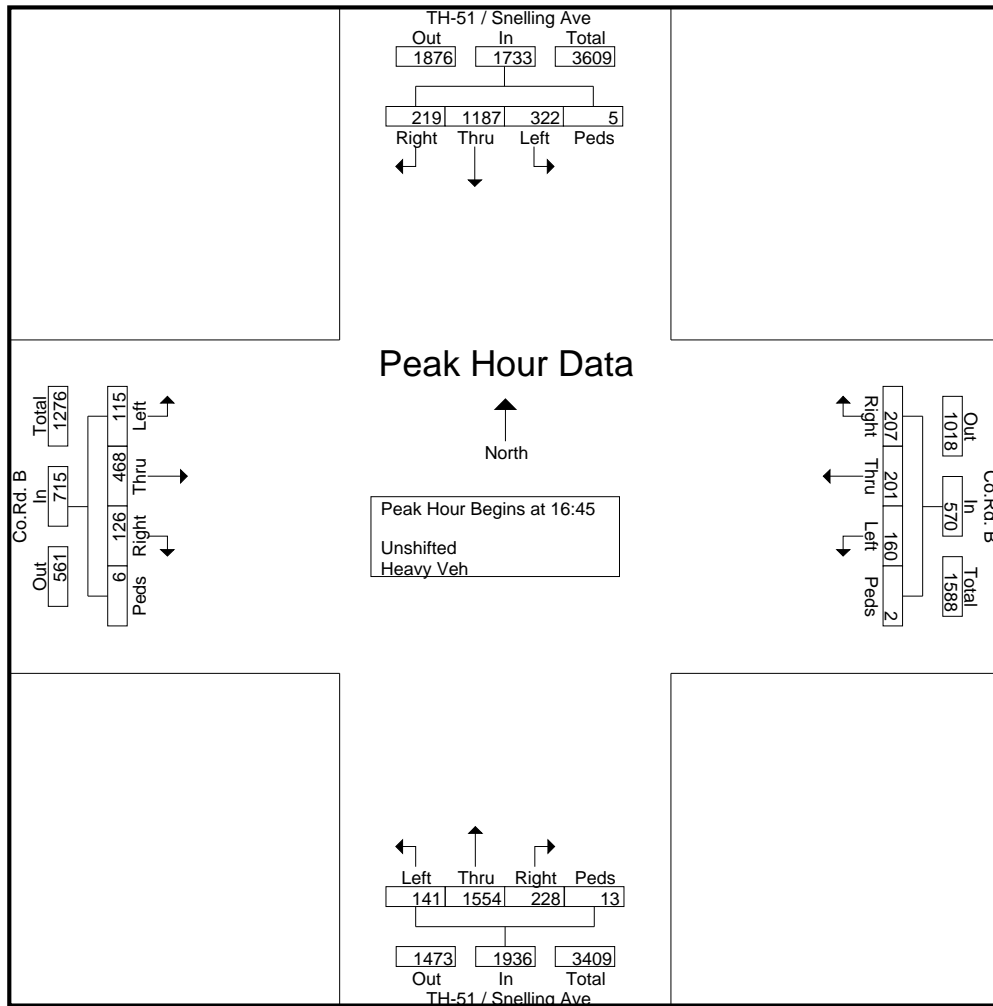 TH-51 / Snelling Ave
Out In Total
1876 1733 3609
219 1187 322 5
Right Thru Left Peds
Peak Hour Data
North
Peak Hour Begins at 16:45
Unshifted
Heavy Veh
Co.Rd. B
Total In Out
1276 715 561
115 468 126 6
Left Thru Right Peds
Co.Rd. B
Out In Total
1018 570 1588
207 201 160 2
Right Thru Left Peds
Left Thru Right Peds
141 1554 228 13
1473 1936 3409
Out In Total
TH-51 / Snelling Ave